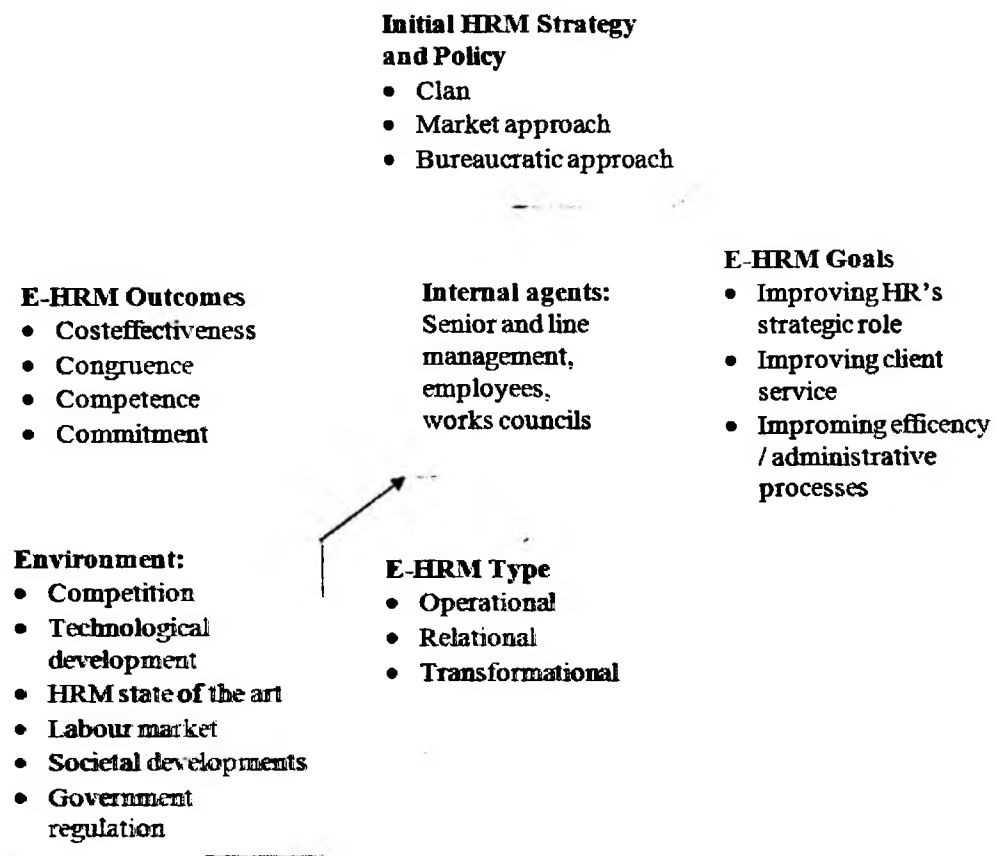 Initial HRM Strategy
and Policy
• Clan
• Market approach
• Bureaucratic approach
E-HRM Outcomes
• Costeffectiveness
• Congruence
• Competence
• Commitment
Internal agents:
Senior and line
management,
employees,
works councils
E-HRM Goals
• Improving HR's
strategic role
• Improving client
service
• Improming efficency
/ administrative
processes
Environment:
• Competition
• Technological
development
• HRM state of the art
• Labour market
• Societal developments
• Government
regulation
E-HRM Type
• Operational
• Relational
• Transformational